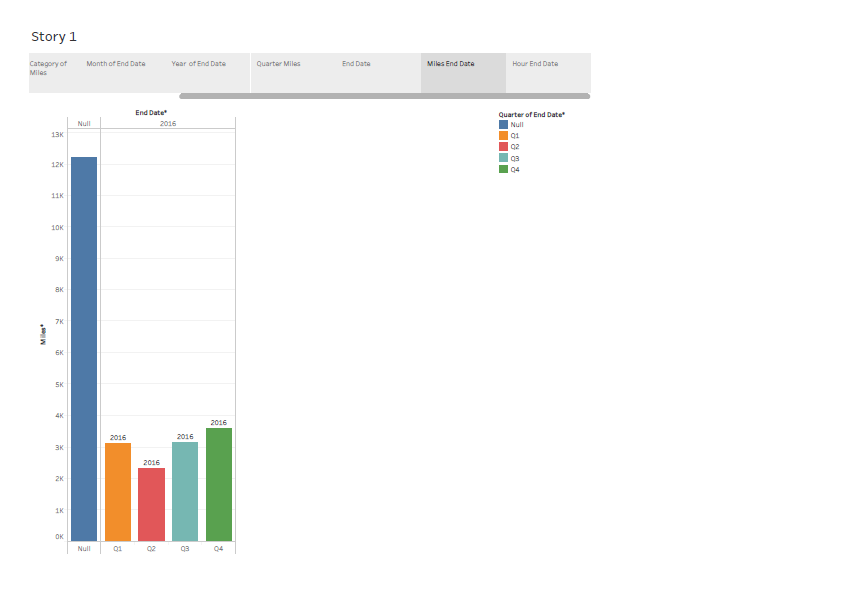 Story 1
Category of Miles
Month of End Date
Year of End Date
Quarter Miles
End Date
Miles End Date
Hour End Date
End Date*
Null
2016
Quarter of End Date*
Null
Q1
Q2
Q3
Q4
13K
12K
11K
10K
9K
8K
7K
6K
5K
4K
3K
2K
1K
0K
Miles*
2016
2016
2016
2016
Null
Q1
Q2
Q3
Q4